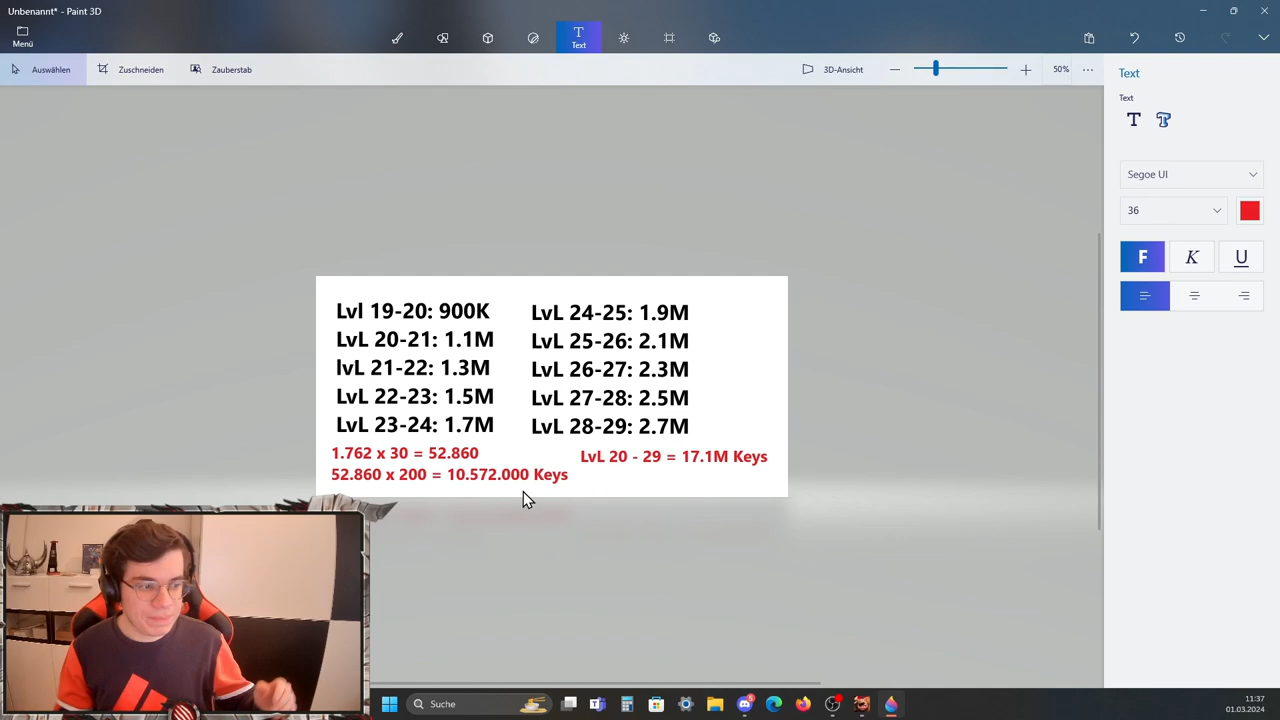 Unbenannt* - Paint 3D
Menü
Text
Auswählen
Zuschneiden
Zauberstab
3D-Ansicht
50%
Text
Text
T
Segoe UI
36
F K U
Lvl 19-20: 900K
LvL 20-21: 1.1M
lvL 21-22: 1.3M
LvL 22-23: 1.5M
LvL 23-24: 1.7M
LvL 24-25: 1.9M
LvL 25-26: 2.1M
LvL 26-27: 2.3M
LvL 27-28: 2.5M
LvL 28-29: 2.7M
1.762 x 30 = 52.860
52.860 x 200 = 10.572.000 Keys
LvL 20 - 29 = 17.1M Keys
Suche
11:37
01.03.2024